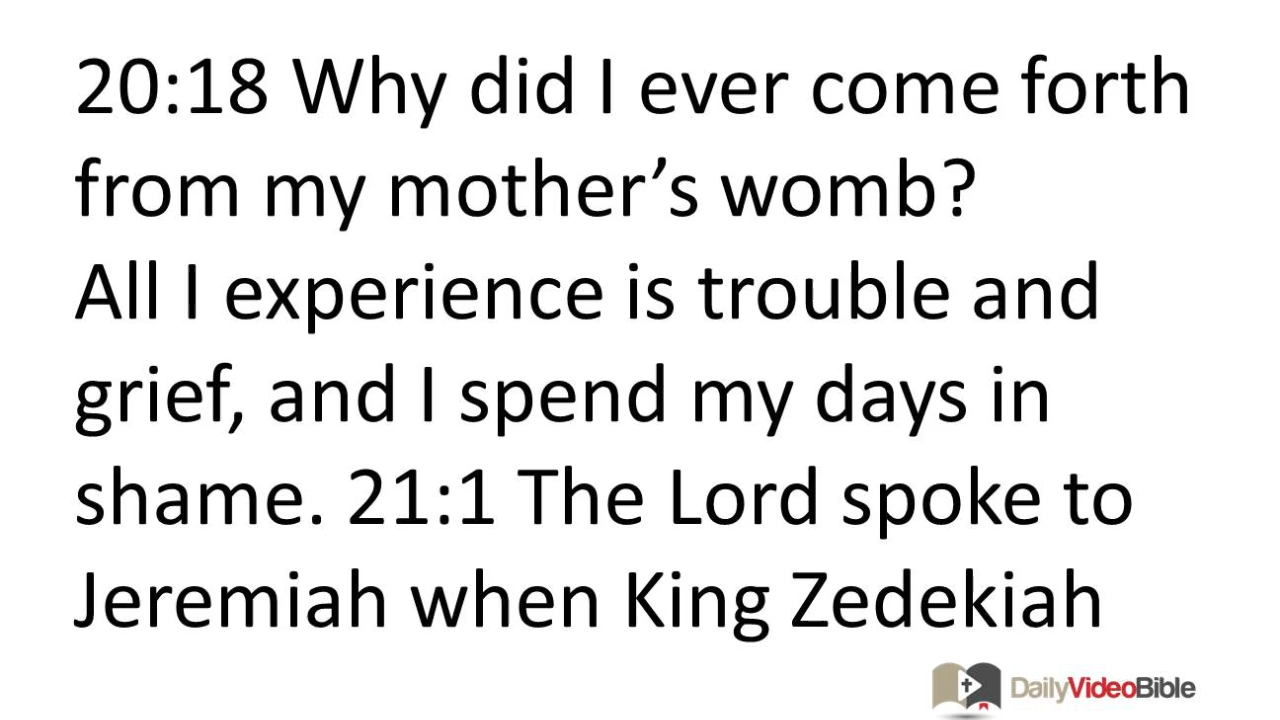 20:18 Why did I ever come forth
from my mother’s womb?
All I experience is trouble and
grief, and I spend my days in
shame. 21:1 The Lord spoke to
Jeremiah when King Zedekiah
DailyVideoBible